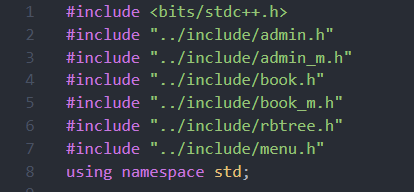 1 #include <bits/stdc++.h>
2 #include "../include/admin.h"
3 #include "../include/admin_m.h"
4 #include "../include/book.h"
5 #include "../include/book_m.h"
6 #include "../include/rbtree.h"
7 #include "../include/menu.h"
8 using namespace std;